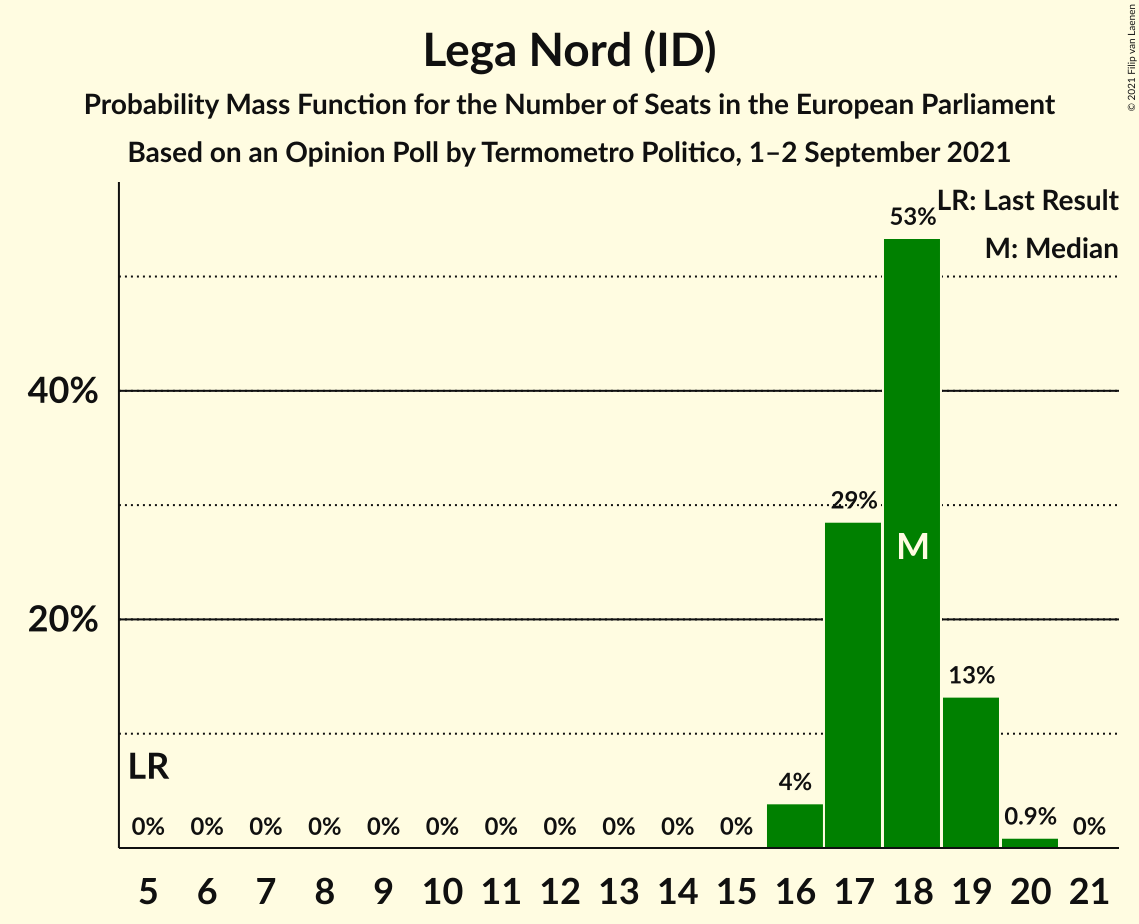 Lega Nord (ID)
Probability Mass Function for the Number of Seats in the European Parliament
Based on an Opinion Poll by Termometro Politico, 1–2 September 2021
© 2021 Filip van Laenen
LR: Last Result
M: Median
53%
40%
29%
M
20%
13%
LR
4%
0% 0% 0% 0% 0% 0% 0% 0% 0% 0% 0% 0.9% 0%
5 6 7 8 9 10 11 12 13 14 15 16 17 18 19 20 21